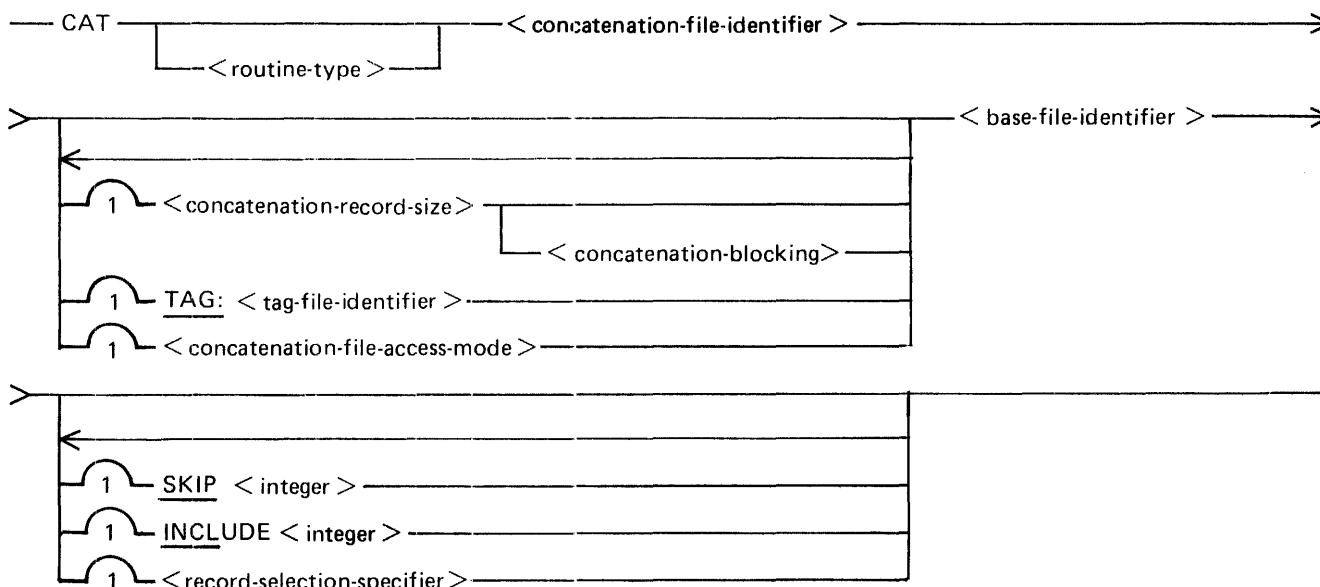 CAT <concatenation-file-identifier>
<routine-type>
<base-file-identifier>
1 <concatenation-record-size>
<concatenation-blocking>
1 TAG: <tag-file-identifier>
1 <concatenation-file-access-mode>
1 SKIP <integer>
1 INCLUDE <integer>
1 <record-selection-specifier>